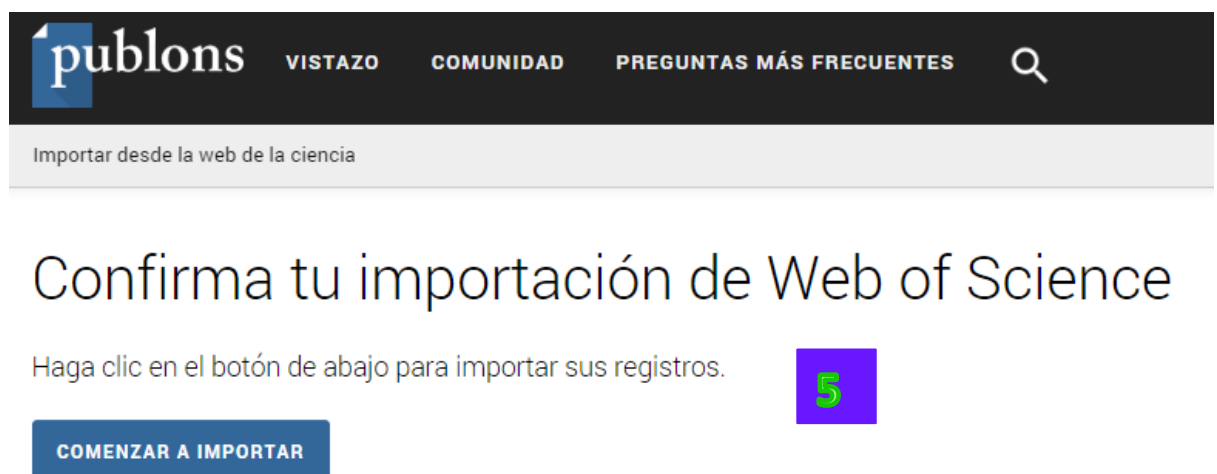 publons VISTAZO COMUNIDAD PREGUNTAS MÁS FRECUENTES
Importar desde la web de la ciencia
Confirma tu importación de Web of Science
Haga clic en el botón de abajo para importar sus registros.
5
COMENZAR A IMPORTAR